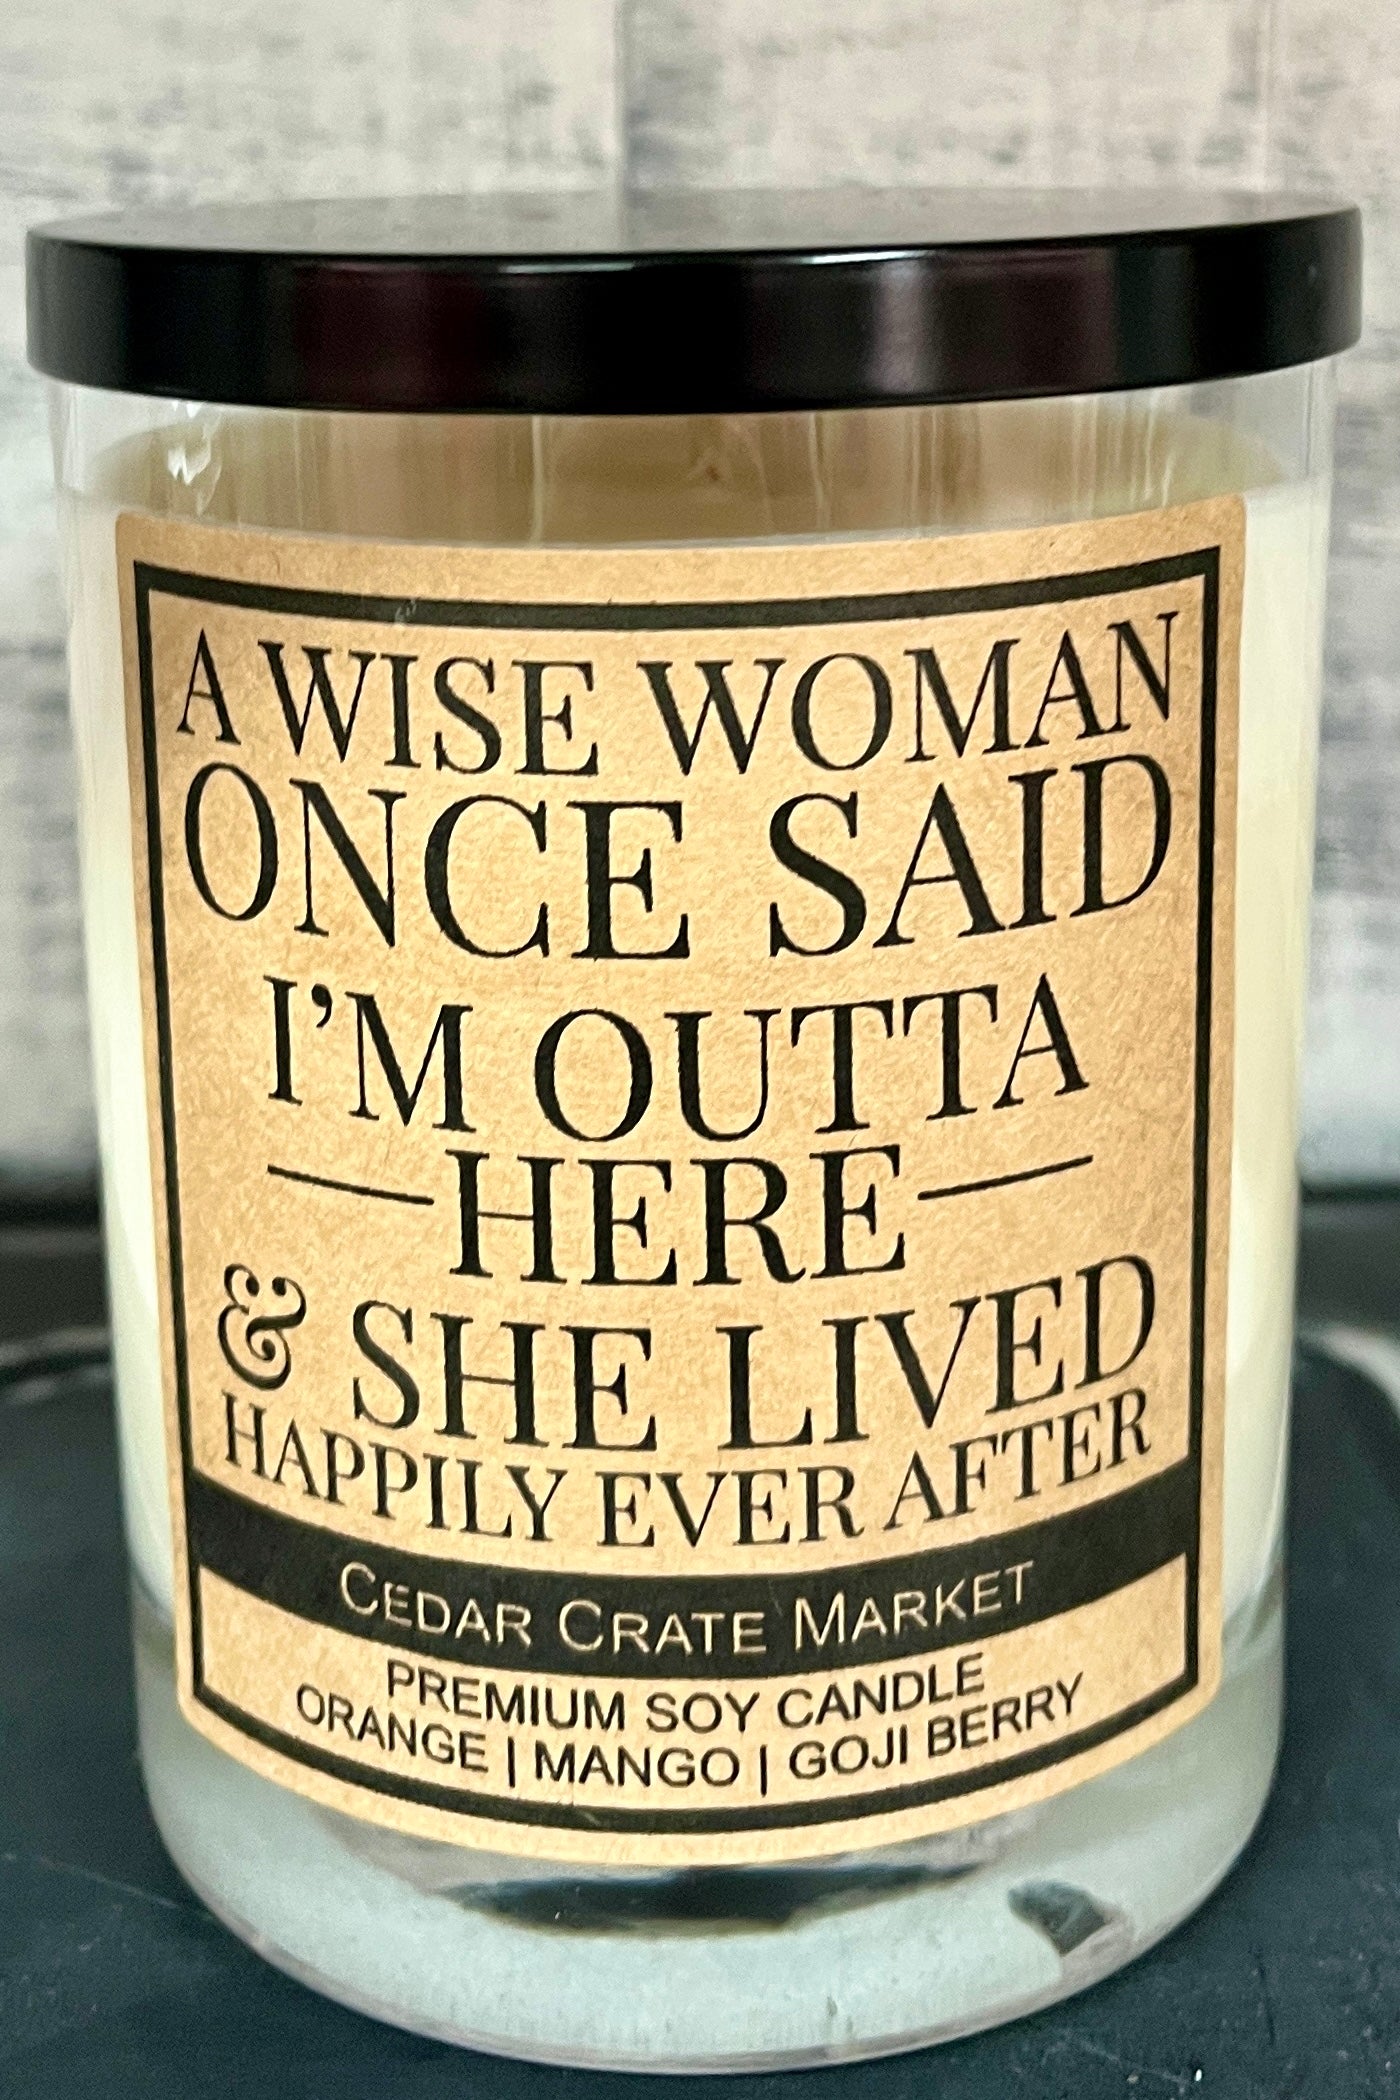 A WISE WOMAN
ONCE SAID
I'M OUTTA
HERE
& SHE LIVED
HAPPILY EVER AFTER
CEDAR CRATE MARKET
PREMIUM SOY CANDLE
ORANGE | MANGO | GOJI BERRY